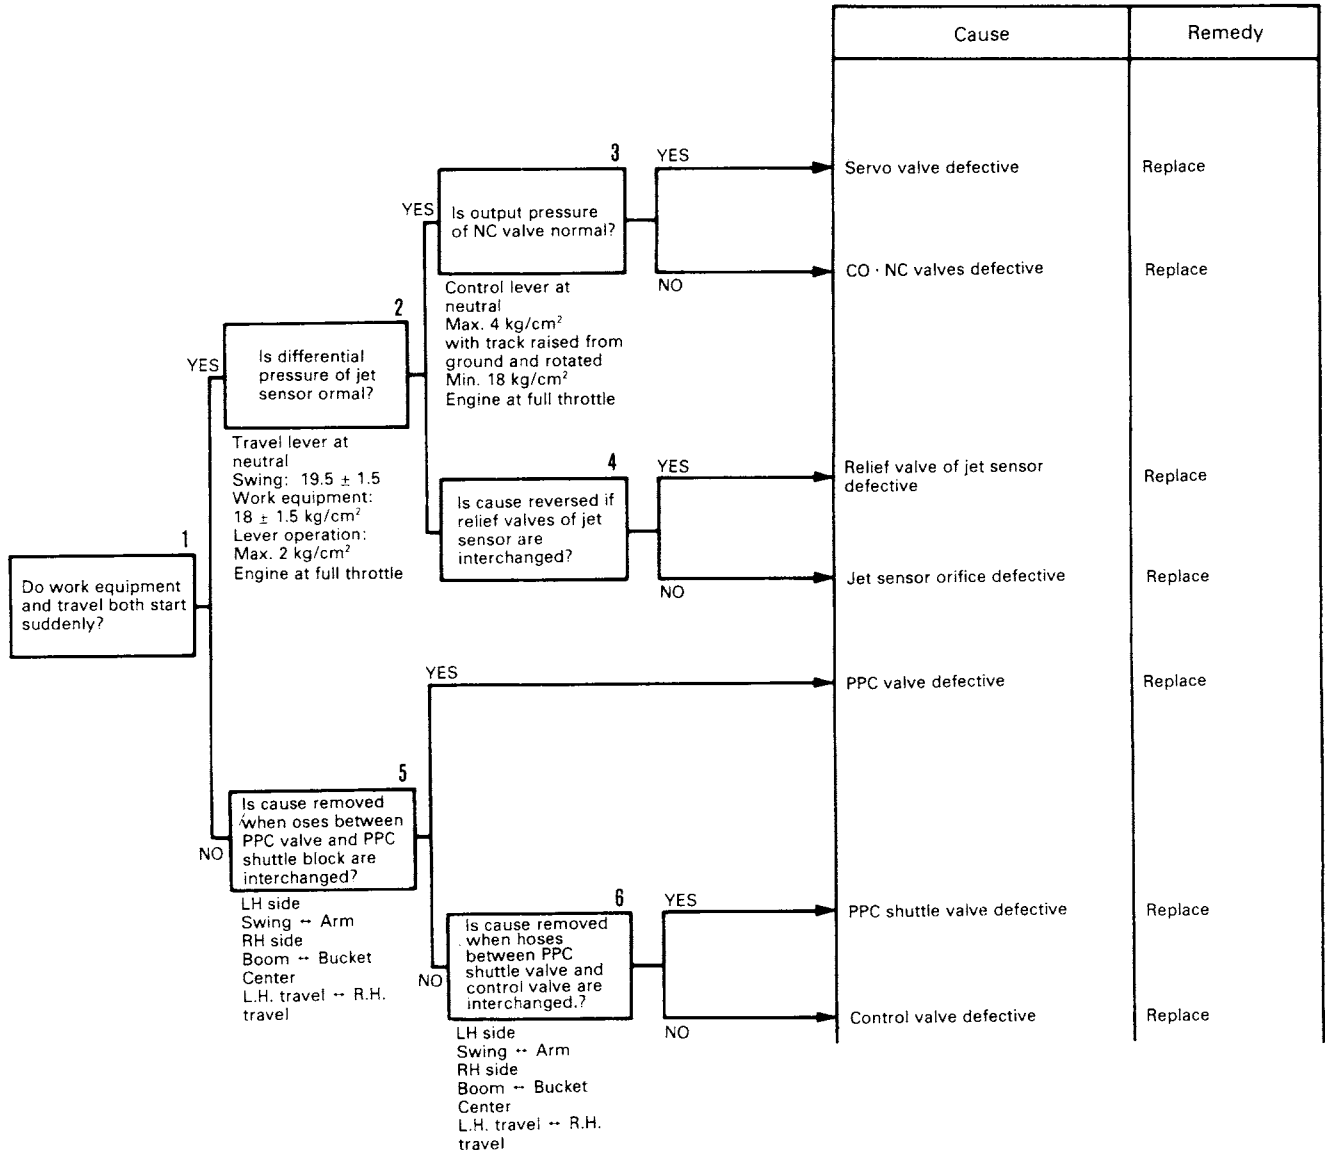 Cause
Remedy
3
YES
Servo valve defective
Replace
YES
Is output pressure
of NC valve normal?
CO · NC valves defective
Replace
NO
Control lever at
neutral
Max. 4 kg/cm²
with track raised from
ground and rotated
Min. 18 kg/cm²
Engine at full throttle
2
YES
Is differential
pressure of jet
sensor ormal?
Travel lever at
neutral
Swing: 19.5 ± 1.5
Work equipment:
18 ± 1.5 kg/cm²
Lever operation:
Max. 2 kg/cm²
Engine at full throttle
4
YES
Relief valve of jet sensor
defective
Replace
Is cause reversed if
relief valves of jet
sensor are
interchanged?
NO
Jet sensor orifice defective
Replace
1
Do work equipment
and travel both start
suddenly?
YES
PPC valve defective
Replace
5
NO
Is cause removed
when oses between
PPC valve and PPC
shuttle block are
interchanged?
LH side
Swing ↔ Arm
RH side
Boom ↔ Bucket
Center
L.H. travel ↔ R.H.
travel
6
YES
PPC shuttle valve defective
Replace
NO
Is cause removed
when hoses
between PPC
shuttle valve and
control valve are
interchanged.?
NO
Control valve defective
Replace
LH side
Swing ↔ Arm
RH side
Boom ↔ Bucket
Center
L.H. travel ↔ R.H.
travel